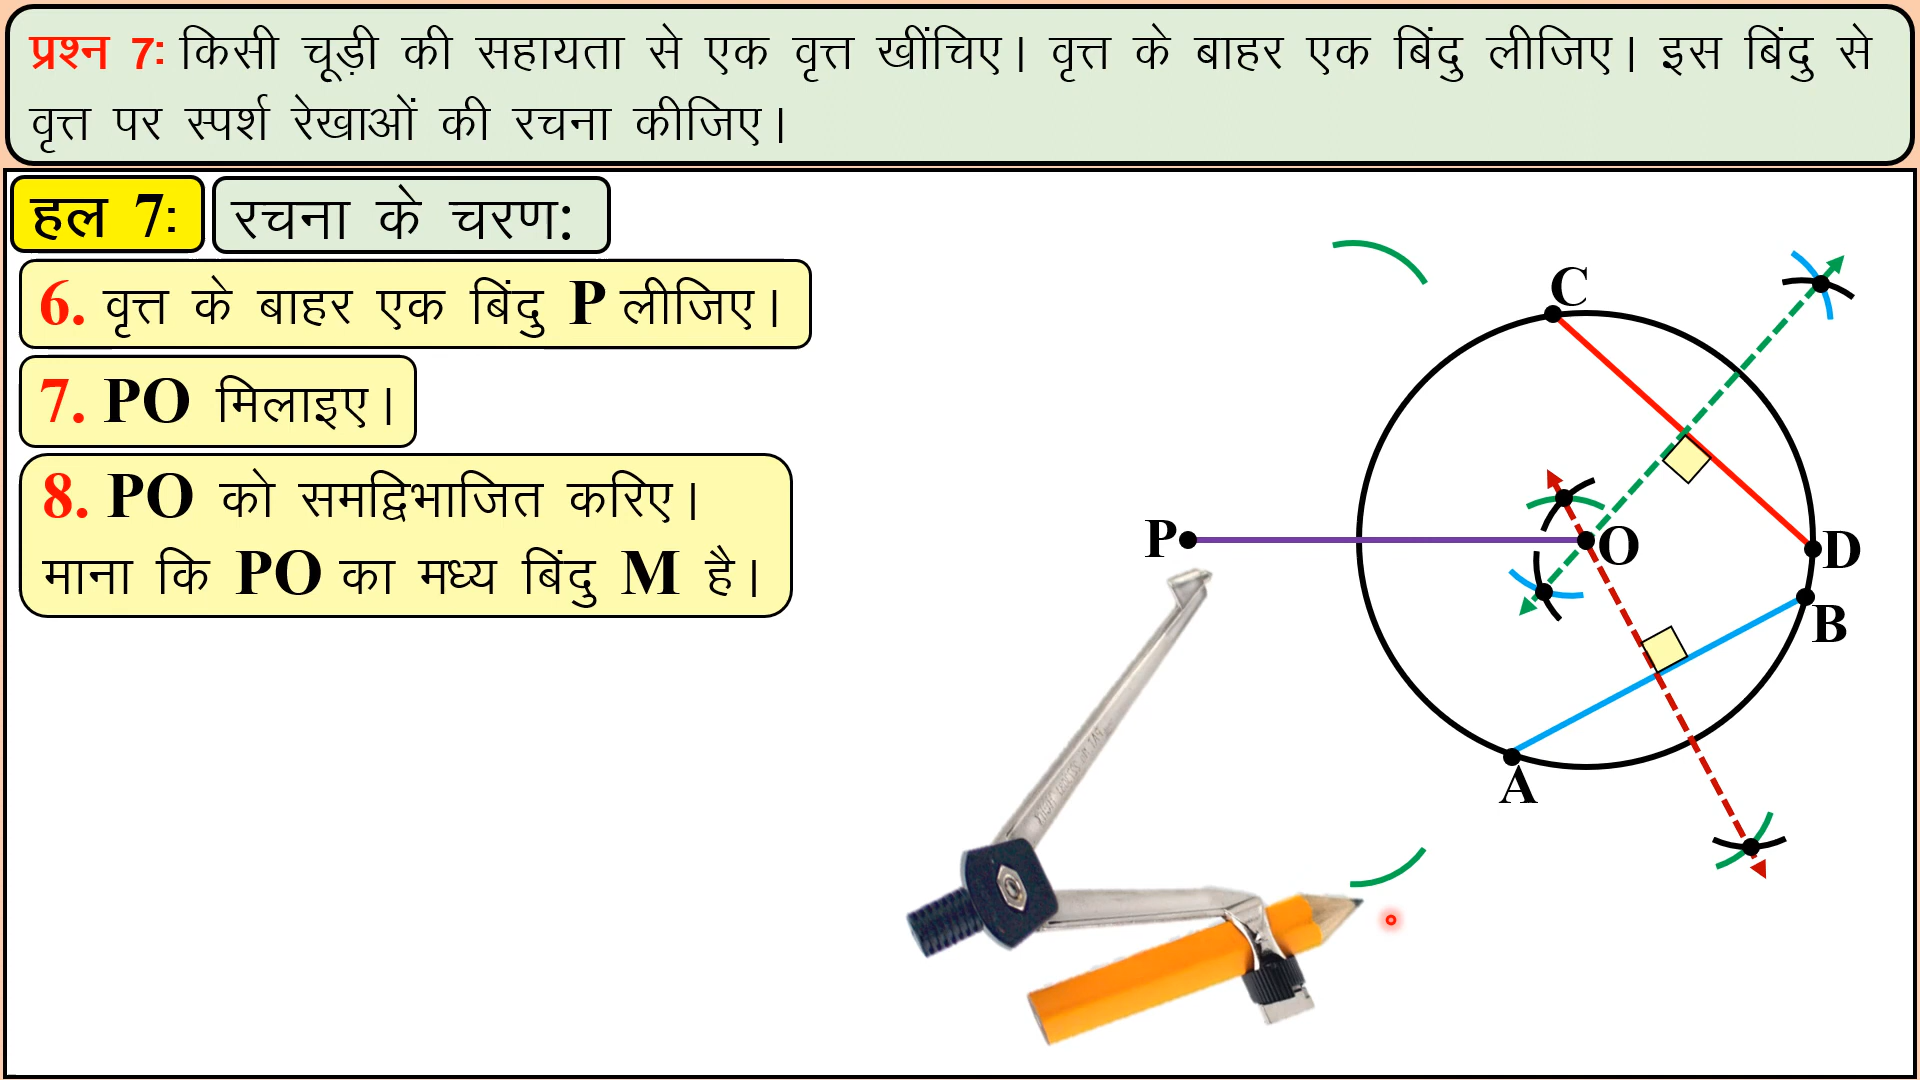 प्रश्न 7: किसी चूड़ी की सहायता से एक वृत्त खींचिए। वृत्त के बाहर एक बिंदु लीजिए। इस बिंदु से
वृत्त पर स्पर्श रेखाओं की रचना कीजिए।
हल 7:
रचना के चरण:
6. वृत्त के बाहर एक बिंदु P लीजिए।
7. PO मिलाइए।
8. PO को समद्विभाजित करिए।
माना कि PO का मध्य बिंदु M है।
C
P
O
D
B
A